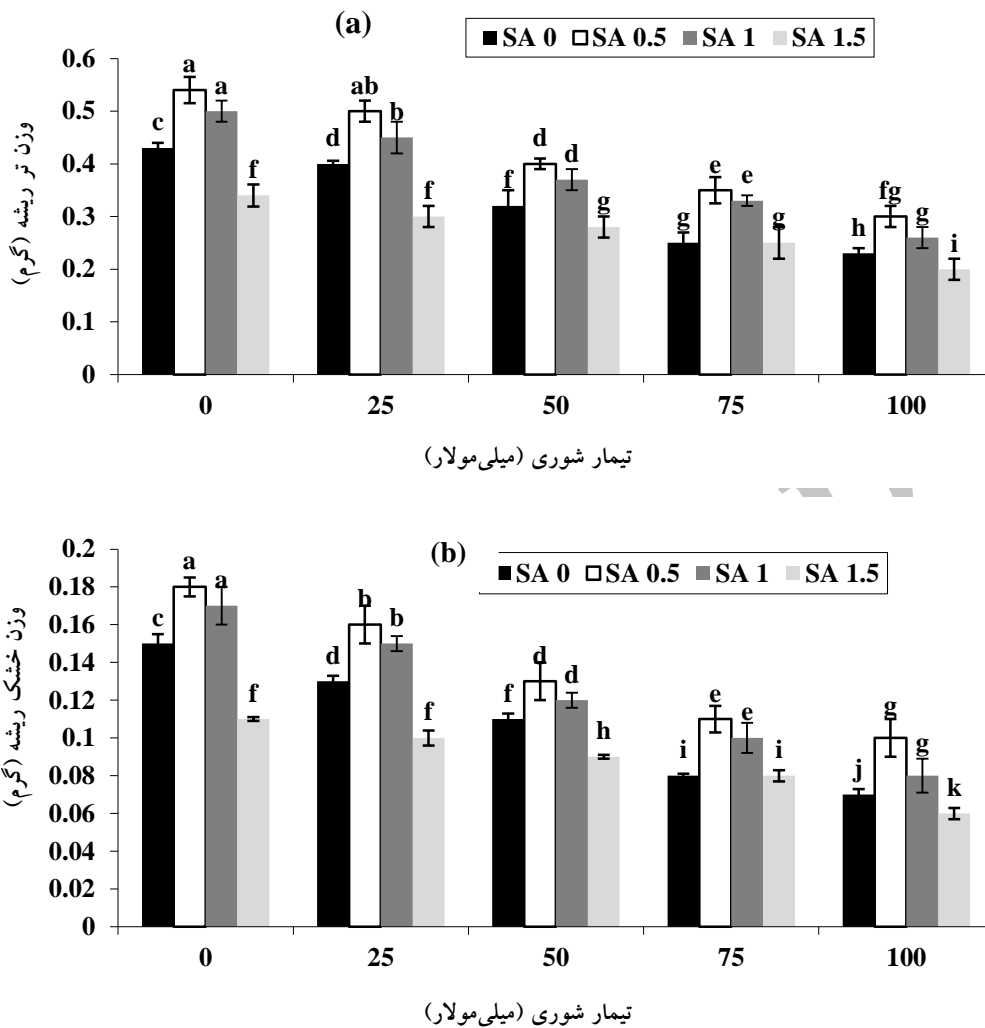 (a)
SA 0 SA 0.5 SA 1 SA 1.5
وزن تر ریشه (گرم)
0.6
0.5
0.4
0.3
0.2
0.1
0
c a a f
d ab b f
f d d g
g e e g
h fg g i
0 25 50 75 100
تیمار شوری (میلی‌مولار)
(b)
SA 0 SA 0.5 SA 1 SA 1.5
وزن خشک ریشه (گرم)
0.2
0.18
0.16
0.14
0.12
0.1
0.08
0.06
0.04
0.02
0
c a a f
d b b f
f d d h
i e e i
j g g k
0 25 50 75 100
تیمار شوری (میلی‌مولار)